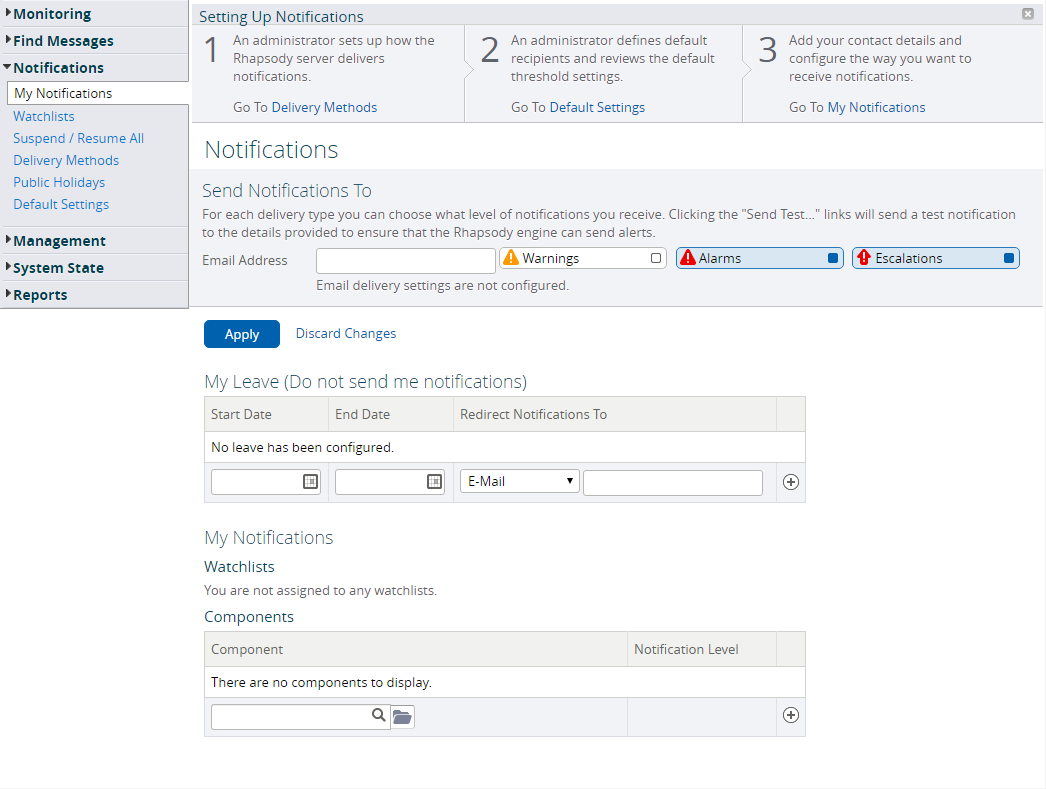 Monitoring
Find Messages
Notifications
My Notifications
Watchlists
Suspend / Resume All
Delivery Methods
Public Holidays
Default Settings
Management
System State
Reports
Setting Up Notifications
1
An administrator sets up how the
Rhapsody server delivers
notifications.
Go To Delivery Methods
2
An administrator defines default
recipients and reviews the default
threshold settings.
Go To Default Settings
3
Add your contact details and
configure the way you want to
receive notifications.
Go To My Notifications
Notifications
Send Notifications To
For each delivery type you can choose what level of notifications you receive. Clicking the "Send Test..." links will send a test notification
to the details provided to ensure that the Rhapsody engine can send alerts.
Email Address Warnings Alarms Escalations
Email delivery settings are not configured.
Apply Discard Changes
My Leave (Do not send me notifications)
Start Date End Date Redirect Notifications To
No leave has been configured.
E-Mail
My Notifications
Watchlists
You are not assigned to any watchlists.
Components
Component Notification Level
There are no components to display.